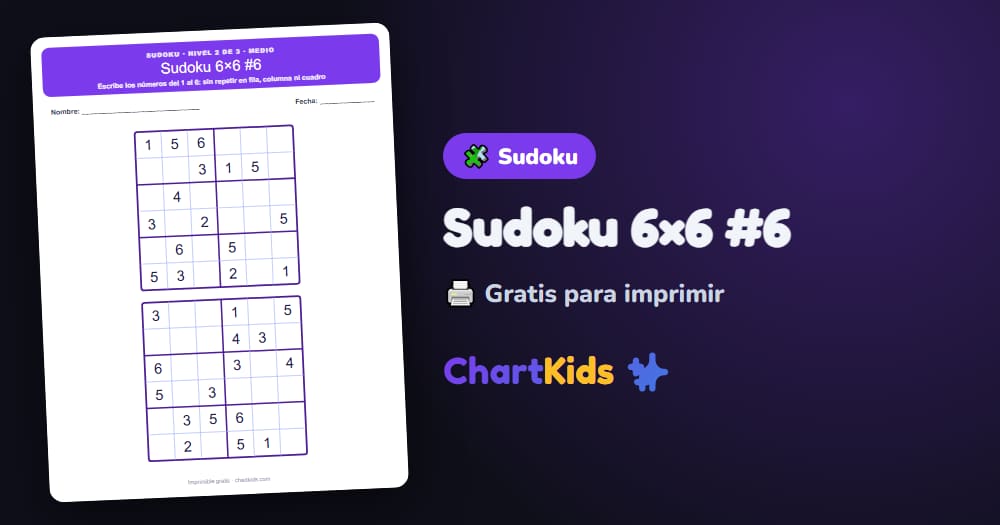 SUDOKU · NIVEL 2 DE 3 · MEDIO
Sudoku 6×6 #6
Escribe los números del 1 al 6: sin repetir en fila, columna ni cuadro
Nombre: ____________________ Fecha: __________
1 5 6
3 1 5
4
3 2 5
6 5
5 3 2 1
3 1 5
4 3
6 3 4
5 3
3 5 6
2 5 1
Imprimible gratis · chartkids.com
Sudoku
Sudoku 6×6 #6
Gratis para imprimir
ChartKids